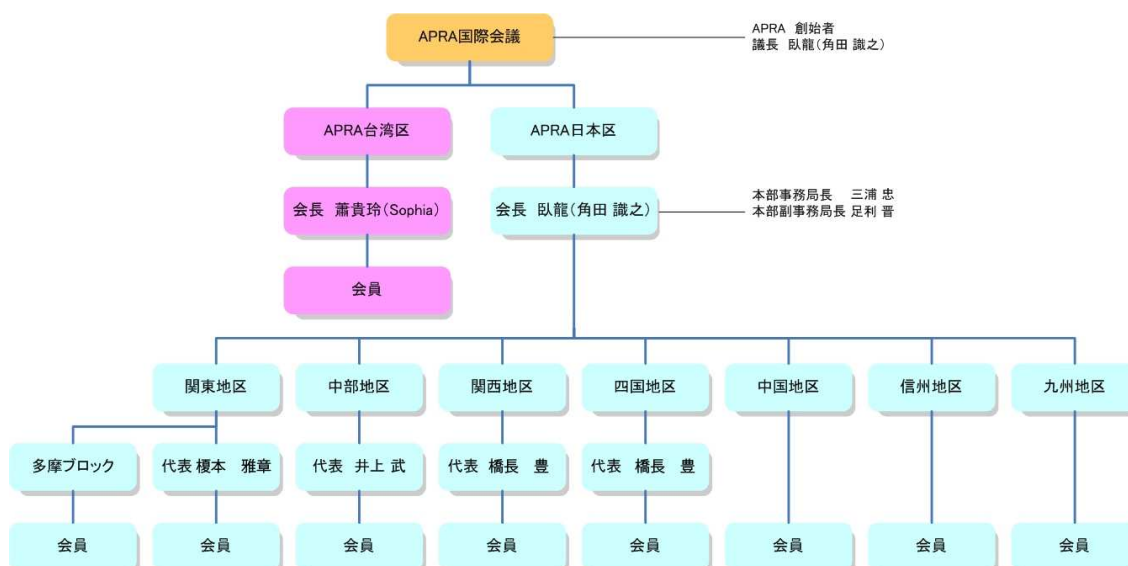 APRA国際会議
APRA 創始者
議長 臥龍(角田 識之)
APRA台湾区
APRA日本区
会長 蕭貴玲(Sophia)
会長 臥龍(角田 識之)
本部事務局長 三浦 忠
本部副事務局長 足利 晋
会員
関東地区
中部地区
関西地区
四国地区
中国地区
信州地区
九州地区
多摩ブロック
代表 榎本 雅章
代表 井上 武
代表 橋長 豊
代表 橋長 豊
会員
会員
会員
会員
会員
会員
会員
会員